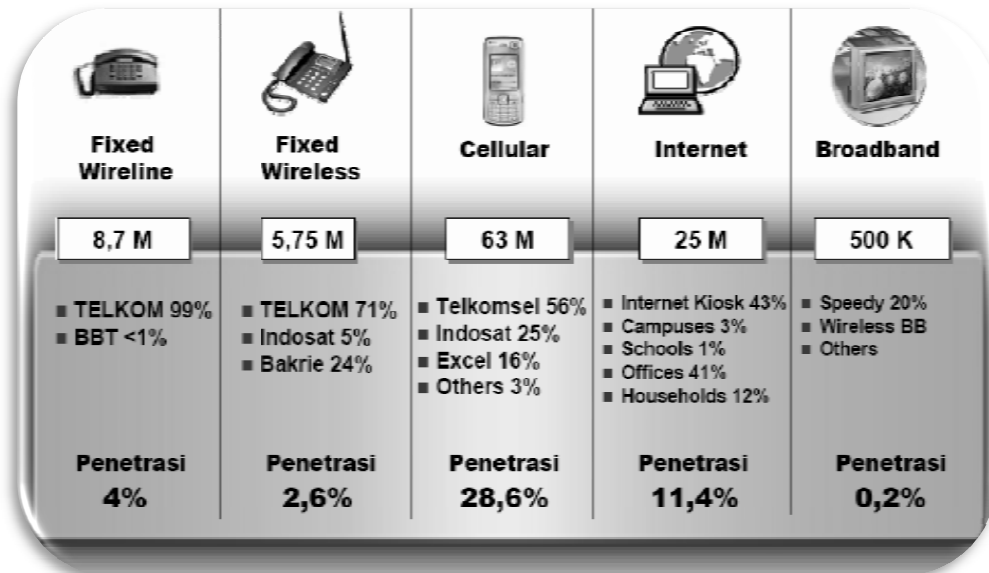 Fixed
Wireline
8,7 M
TELKOM 99%
BBT <1%
Penetrasi
4%
Fixed
Wireless
5,75 M
TELKOM 71%
Indosat 5%
Bakrie 24%
Penetrasi
2,6%
Cellular
63 M
Telkomsel 56%
Indosat 25%
Excel 16%
Others 3%
Penetrasi
28,6%
Internet
25 M
Internet Kiosk 43%
Campuses 3%
Schools 1%
Offices 41%
Households 12%
Penetrasi
11,4%
Broadband
500 K
Speedy 20%
Wireless BB
Others
Penetrasi
0,2%